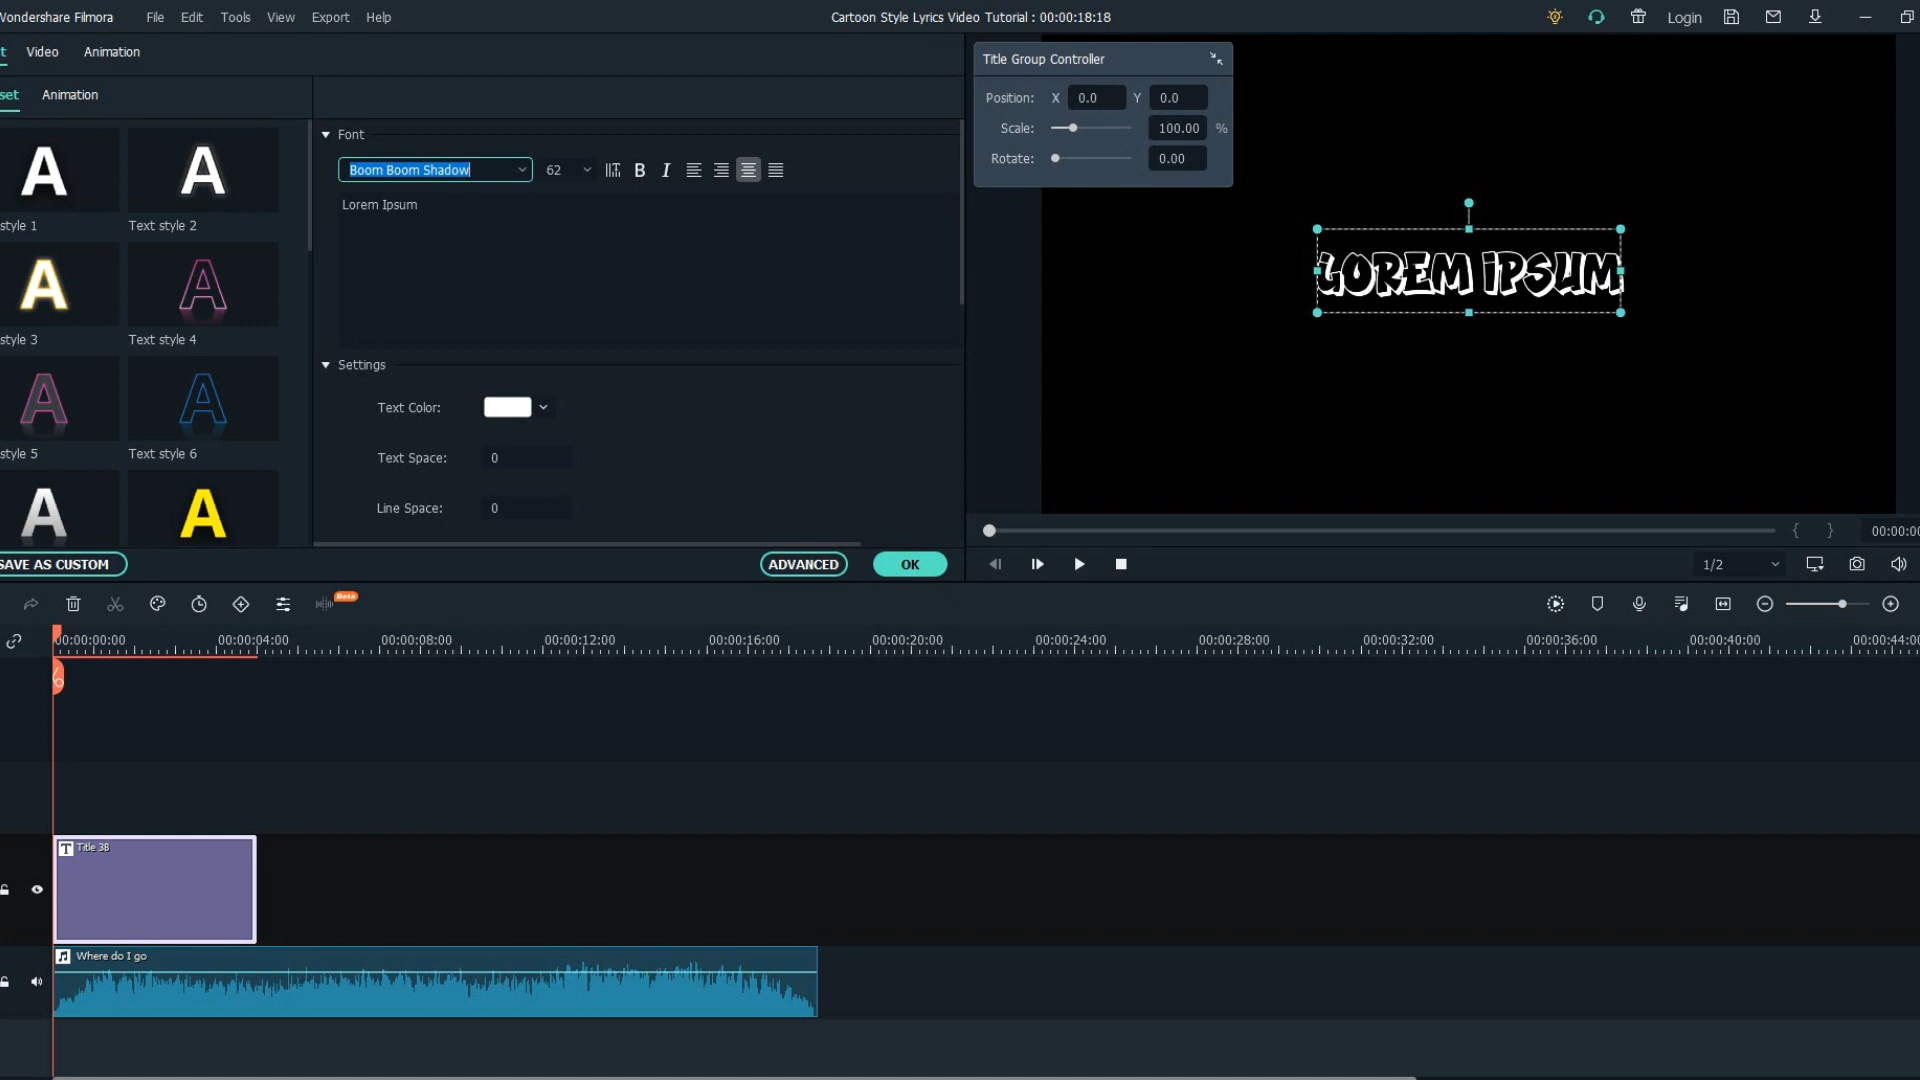 Wondershare Filmora File Edit Tools View Export Help Cartoon Style Lyrics Video Tutorial : 00:00:18:18 Login
t Video Animation
set Animation
Title Group Controller
Position: X 0.0 Y 0.0
Scale: 100.00 %
Rotate: 0.00
Font
Boom Boom Shadow 62 B I
Lorem Ipsum
LOREM IPSUM
A A
style 1 Text style 2
A A
style 3 Text style 4
A A
style 5 Text style 6
A A
Settings
Text Color:
Text Space: 0
Line Space: 0
SAVE AS CUSTOM ADVANCED OK
{ } 00:00:00
1/2
Beta
00:00:00:00 00:00:04:00 00:00:08:00 00:00:12:00 00:00:16:00 00:00:20:00 00:00:24:00 00:00:28:00 00:00:32:00 00:00:36:00 00:00:40:00 00:00:44:00
T Title 38
Where do I go